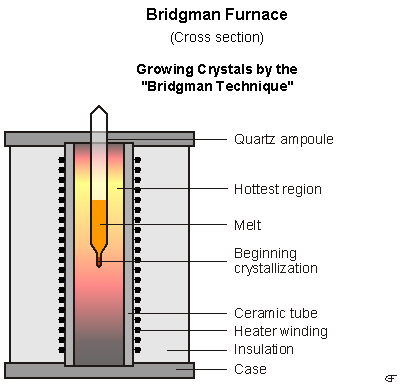 Bridgman Furnace
(Cross section)
Growing Crystals by the
"Bridgman Technique"
Quartz ampoule
Hottest region
Melt
Beginning
crystallization
Ceramic tube
Heater winding
Insulation
Case